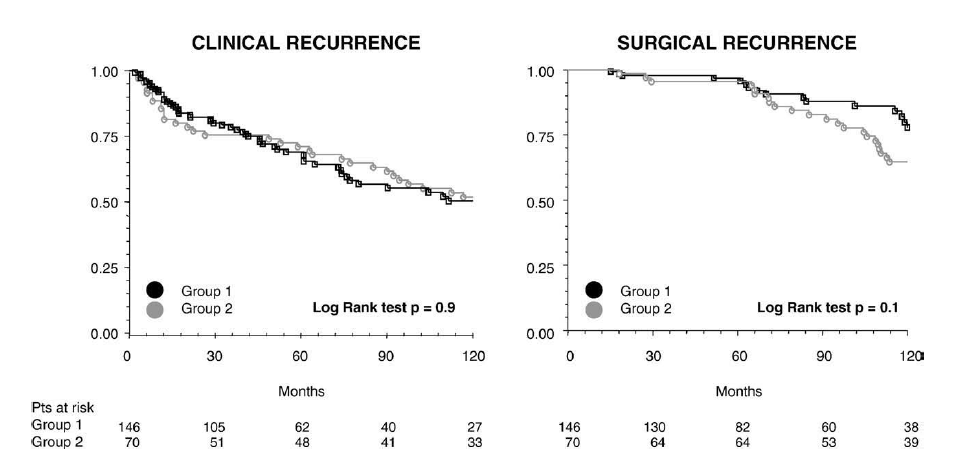 CLINICAL RECURRENCE
1.00
0.75
0.50
0.25
0.00
Group 1
Group 2
Log Rank test p = 0.9
0 30 60 90 120
Months
SURGICAL RECURRENCE
1.00
0.75
0.50
0.25
0.00
Group 1
Group 2
Log Rank test p = 0.1
0 30 60 90 120
Months
Pts at risk
Group 1 146 105 62 40 27 146 130 82 60 38
Group 2 70 51 48 41 33 70 64 64 53 39